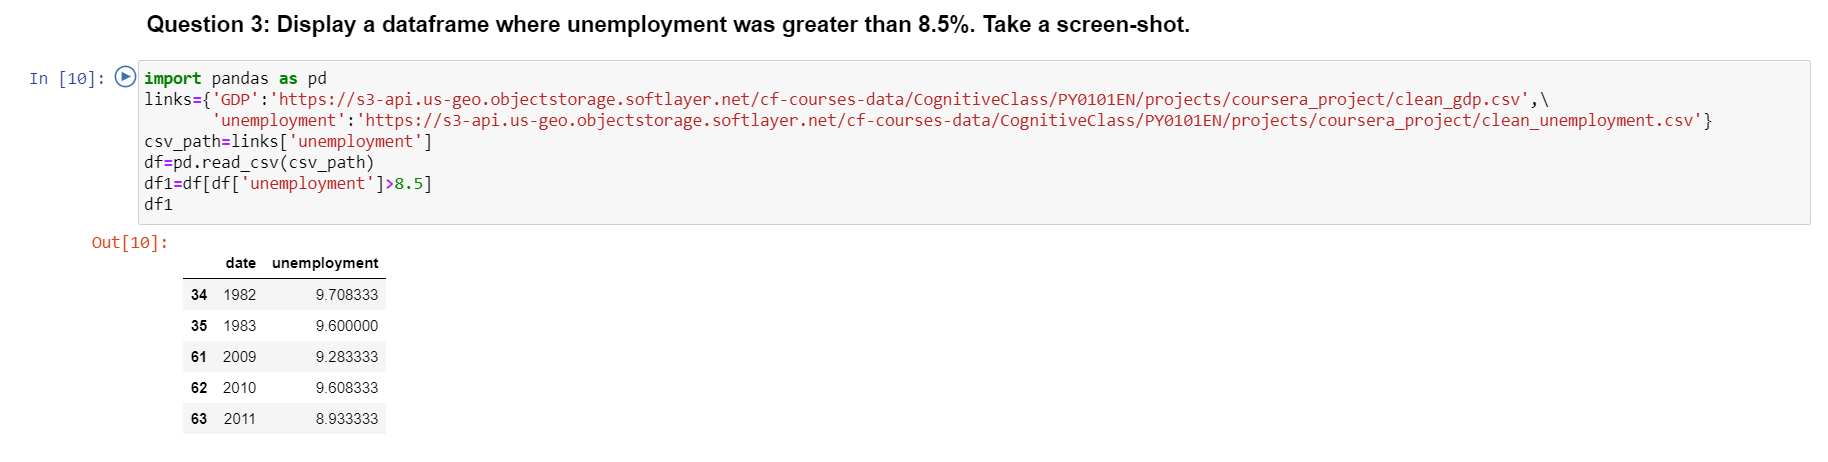 Question 3: Display a dataframe where unemployment was greater than 8.5%. Take a screen-shot.
In [10]:
import pandas as pd
links={'GDP':'https://s3-api.us-geo.objectstorage.softlayer.net/cf-courses-data/CognitiveClass/PY0101EN/projects/coursera_project/clean_gdp.csv',\
       'unemployment':'https://s3-api.us-geo.objectstorage.softlayer.net/cf-courses-data/CognitiveClass/PY0101EN/projects/coursera_project/clean_unemployment.csv'}
csv_path=links['unemployment']
df=pd.read_csv(csv_path)
df1=df[df['unemployment']>8.5]
df1
Out[10]:
date unemployment
34 1982 9.708333
35 1983 9.600000
61 2009 9.283333
62 2010 9.608333
63 2011 8.933333